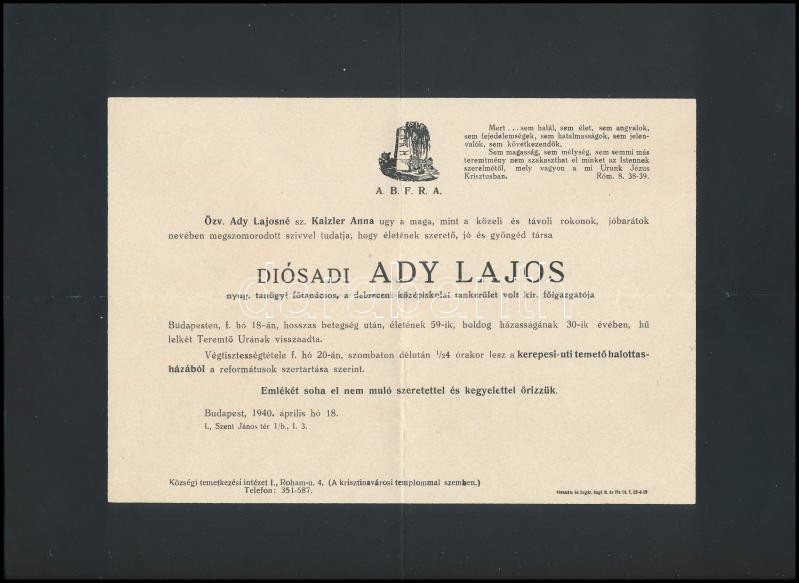 Mert . . . sem halál, sem élet, sem angyalok,
sem fejedelemségek, sem hatalmasságok, sem jelen-
valók, sem következendők,
Sem magasság, sem mélység, sem semmi más
teremtmény nem szakaszthat el minket az Istennek
szerelmétől, mely vagyon a mi Urunk Jézus
Krisztusban. Róm. 8. 38-39.
A. B. F. R. A.
Özv. Ady Lajosné sz. Kaizler Anna ugy a maga, mint a közeli és távoli rokonok, jóbarátok
nevében megszomorodott szivvel tudatja, hogy életének szerető, jó és gyöngéd társa
DIÓSADI ADY LAJOS
nyug. tanügyi főtanácsos, a debreceni középiskolai tankerület volt kir. főigazgatója
darabanth
Budapesten, f. hó 18-án, hosszas betegség után, életének 59-ik, boldog házasságának 30-ik évében, hű
lelkét Teremtő Urának visszaadta.
Végtisztességtétele f. hó 20-án, szombaton délután ½4 órakor lesz a kerepesi-uti temető halottas-
házából a reformátusok szertartása szerint.
Emlékét soha el nem muló szeretettel és kegyelettel őrizzük.
Budapest, 1940. április hó 18.
I., Szent János tér 1/b., I. 3.
Községi temetkezési intézet I., Roham-u. 4. (A krisztinavárosi templommal szemben.)
Telefon: 351-587.